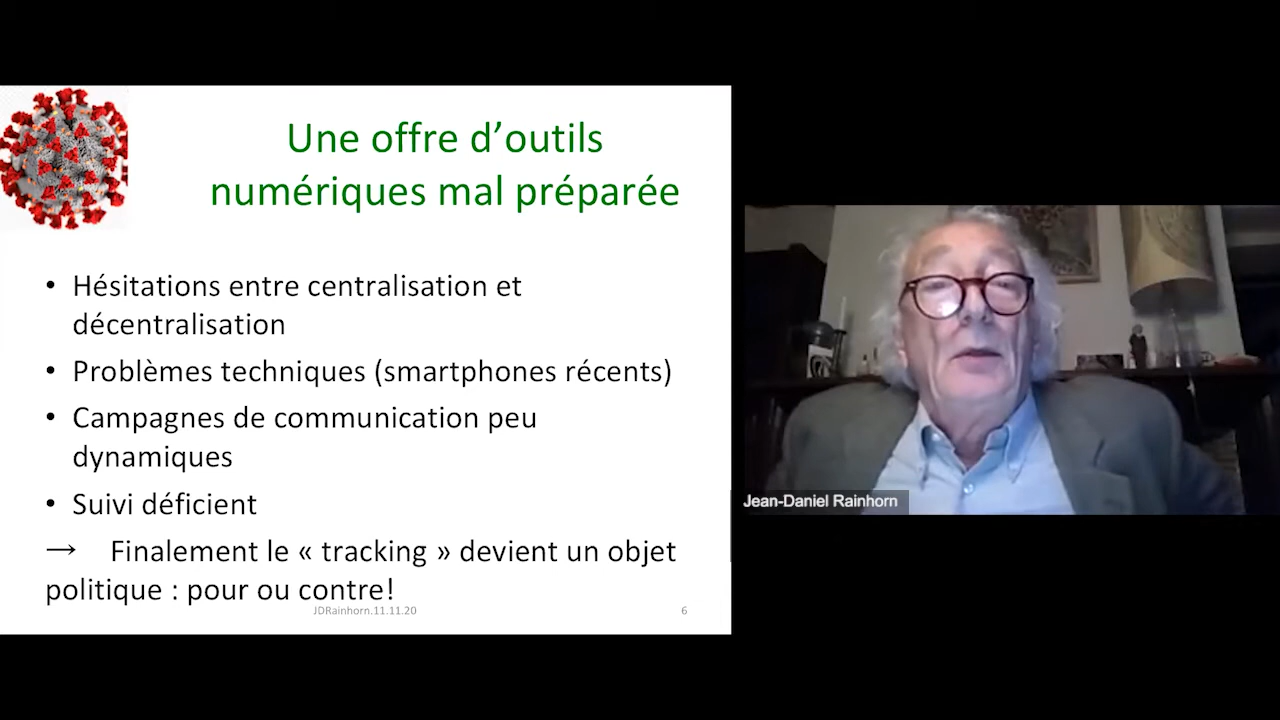 Une offre d’outils
numériques mal préparée
• Hésitations entre centralisation et
décentralisation
• Problèmes techniques (smartphones récents)
• Campagnes de communication peu
dynamiques
• Suivi déficient
→ Finalement le « tracking » devient un objet
politique : pour ou contre!
JDRainhorn.11.11.20
6
Jean-Daniel Rainhorn